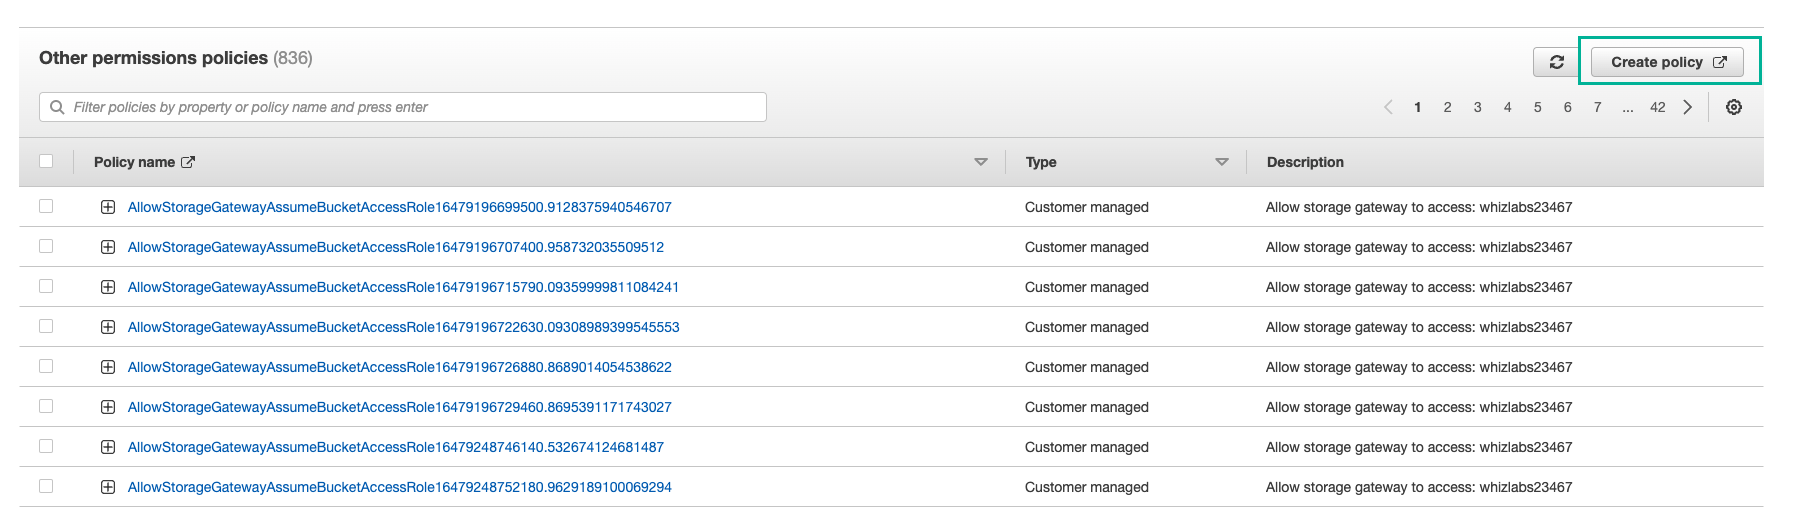 Other permissions policies (836)
Create policy
Filter policies by property or policy name and press enter
1 2 3 4 5 6 7 ... 42
Policy name Type Description
AllowStorageGatewayAssumeBucketAccessRole16479196699500.9128375940546707 Customer managed Allow storage gateway to access: whizlabs23467
AllowStorageGatewayAssumeBucketAccessRole16479196707400.958732035509512 Customer managed Allow storage gateway to access: whizlabs23467
AllowStorageGatewayAssumeBucketAccessRole16479196715790.09359999811084241 Customer managed Allow storage gateway to access: whizlabs23467
AllowStorageGatewayAssumeBucketAccessRole16479196722630.09308989399545553 Customer managed Allow storage gateway to access: whizlabs23467
AllowStorageGatewayAssumeBucketAccessRole16479196726880.8689014054538622 Customer managed Allow storage gateway to access: whizlabs23467
AllowStorageGatewayAssumeBucketAccessRole16479196729460.8695391171743027 Customer managed Allow storage gateway to access: whizlabs23467
AllowStorageGatewayAssumeBucketAccessRole16479248746140.532674124681487 Customer managed Allow storage gateway to access: whizlabs23467
AllowStorageGatewayAssumeBucketAccessRole16479248752180.9629189100069294 Customer managed Allow storage gateway to access: whizlabs23467